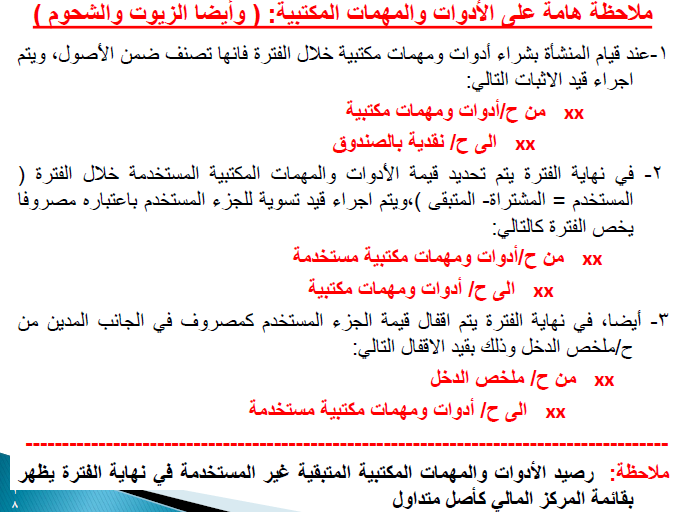 ملاحظة هامة على الأدوات والمهمات المكتبية: ( وأيضا الزيوت والشحوم )
١-عند قيام المنشأة بشراء أدوات ومهمات مكتبية خلال الفترة فانها تصنف ضمن الأصول، ويتم
اجراء قيد الاثبات التالي:
xx من ح/أدوات ومهمات مكتبية
xx الى ح/ نقدية بالصندوق
٢- في نهاية الفترة يتم تحديد قيمة الأدوات والمهمات المكتبية المستخدمة خلال الفترة (
المستخدم = المشتراة- المتبقى )،ويتم اجراء قيد تسوية للجزء المستخدم باعتباره مصروفا
يخص الفترة كالتالي:
xx من ح/أدوات ومهمات مكتبية مستخدمة
xx الى ح/ أدوات ومهمات مكتبية
٣- أيضا، في نهاية الفترة يتم اقفال قيمة الجزء المستخدم كمصروف في الجانب المدين من
ح/ملخص الدخل وذلك بقيد الاقفال التالي:
xx من ح/ ملخص الدخل
xx الى ح/ أدوات ومهمات مكتبية مستخدمة
ملاحظة: رصيد الأدوات والمهمات المكتبية المتبقية غير المستخدمة في نهاية الفترة يظهر
بقائمة المركز المالي كأصل متداول
١
٨